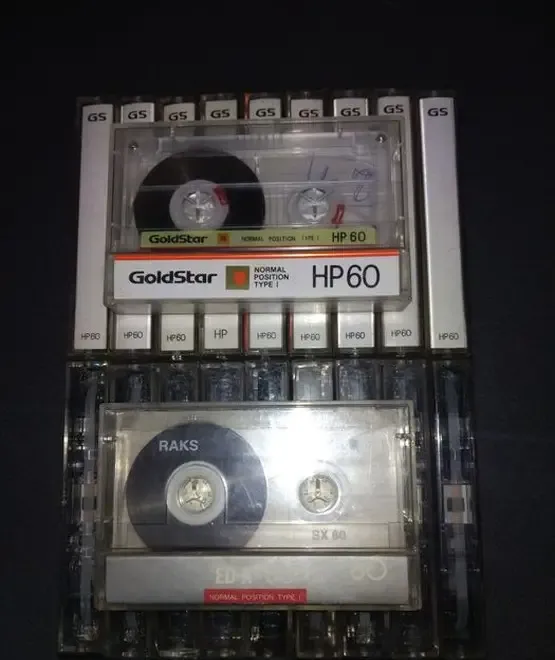 GS GS GS GS GS GS GS GS GS
GoldStar NORMAL POSITION TYPE I HP60
GoldStar NORMAL POSITION TYPE I HP60
HP60 HP60 HP60 HP HP60 HP60 HP60 HP60 HP60
RAKS
SX 60
NORMAL POSITION TYPE I